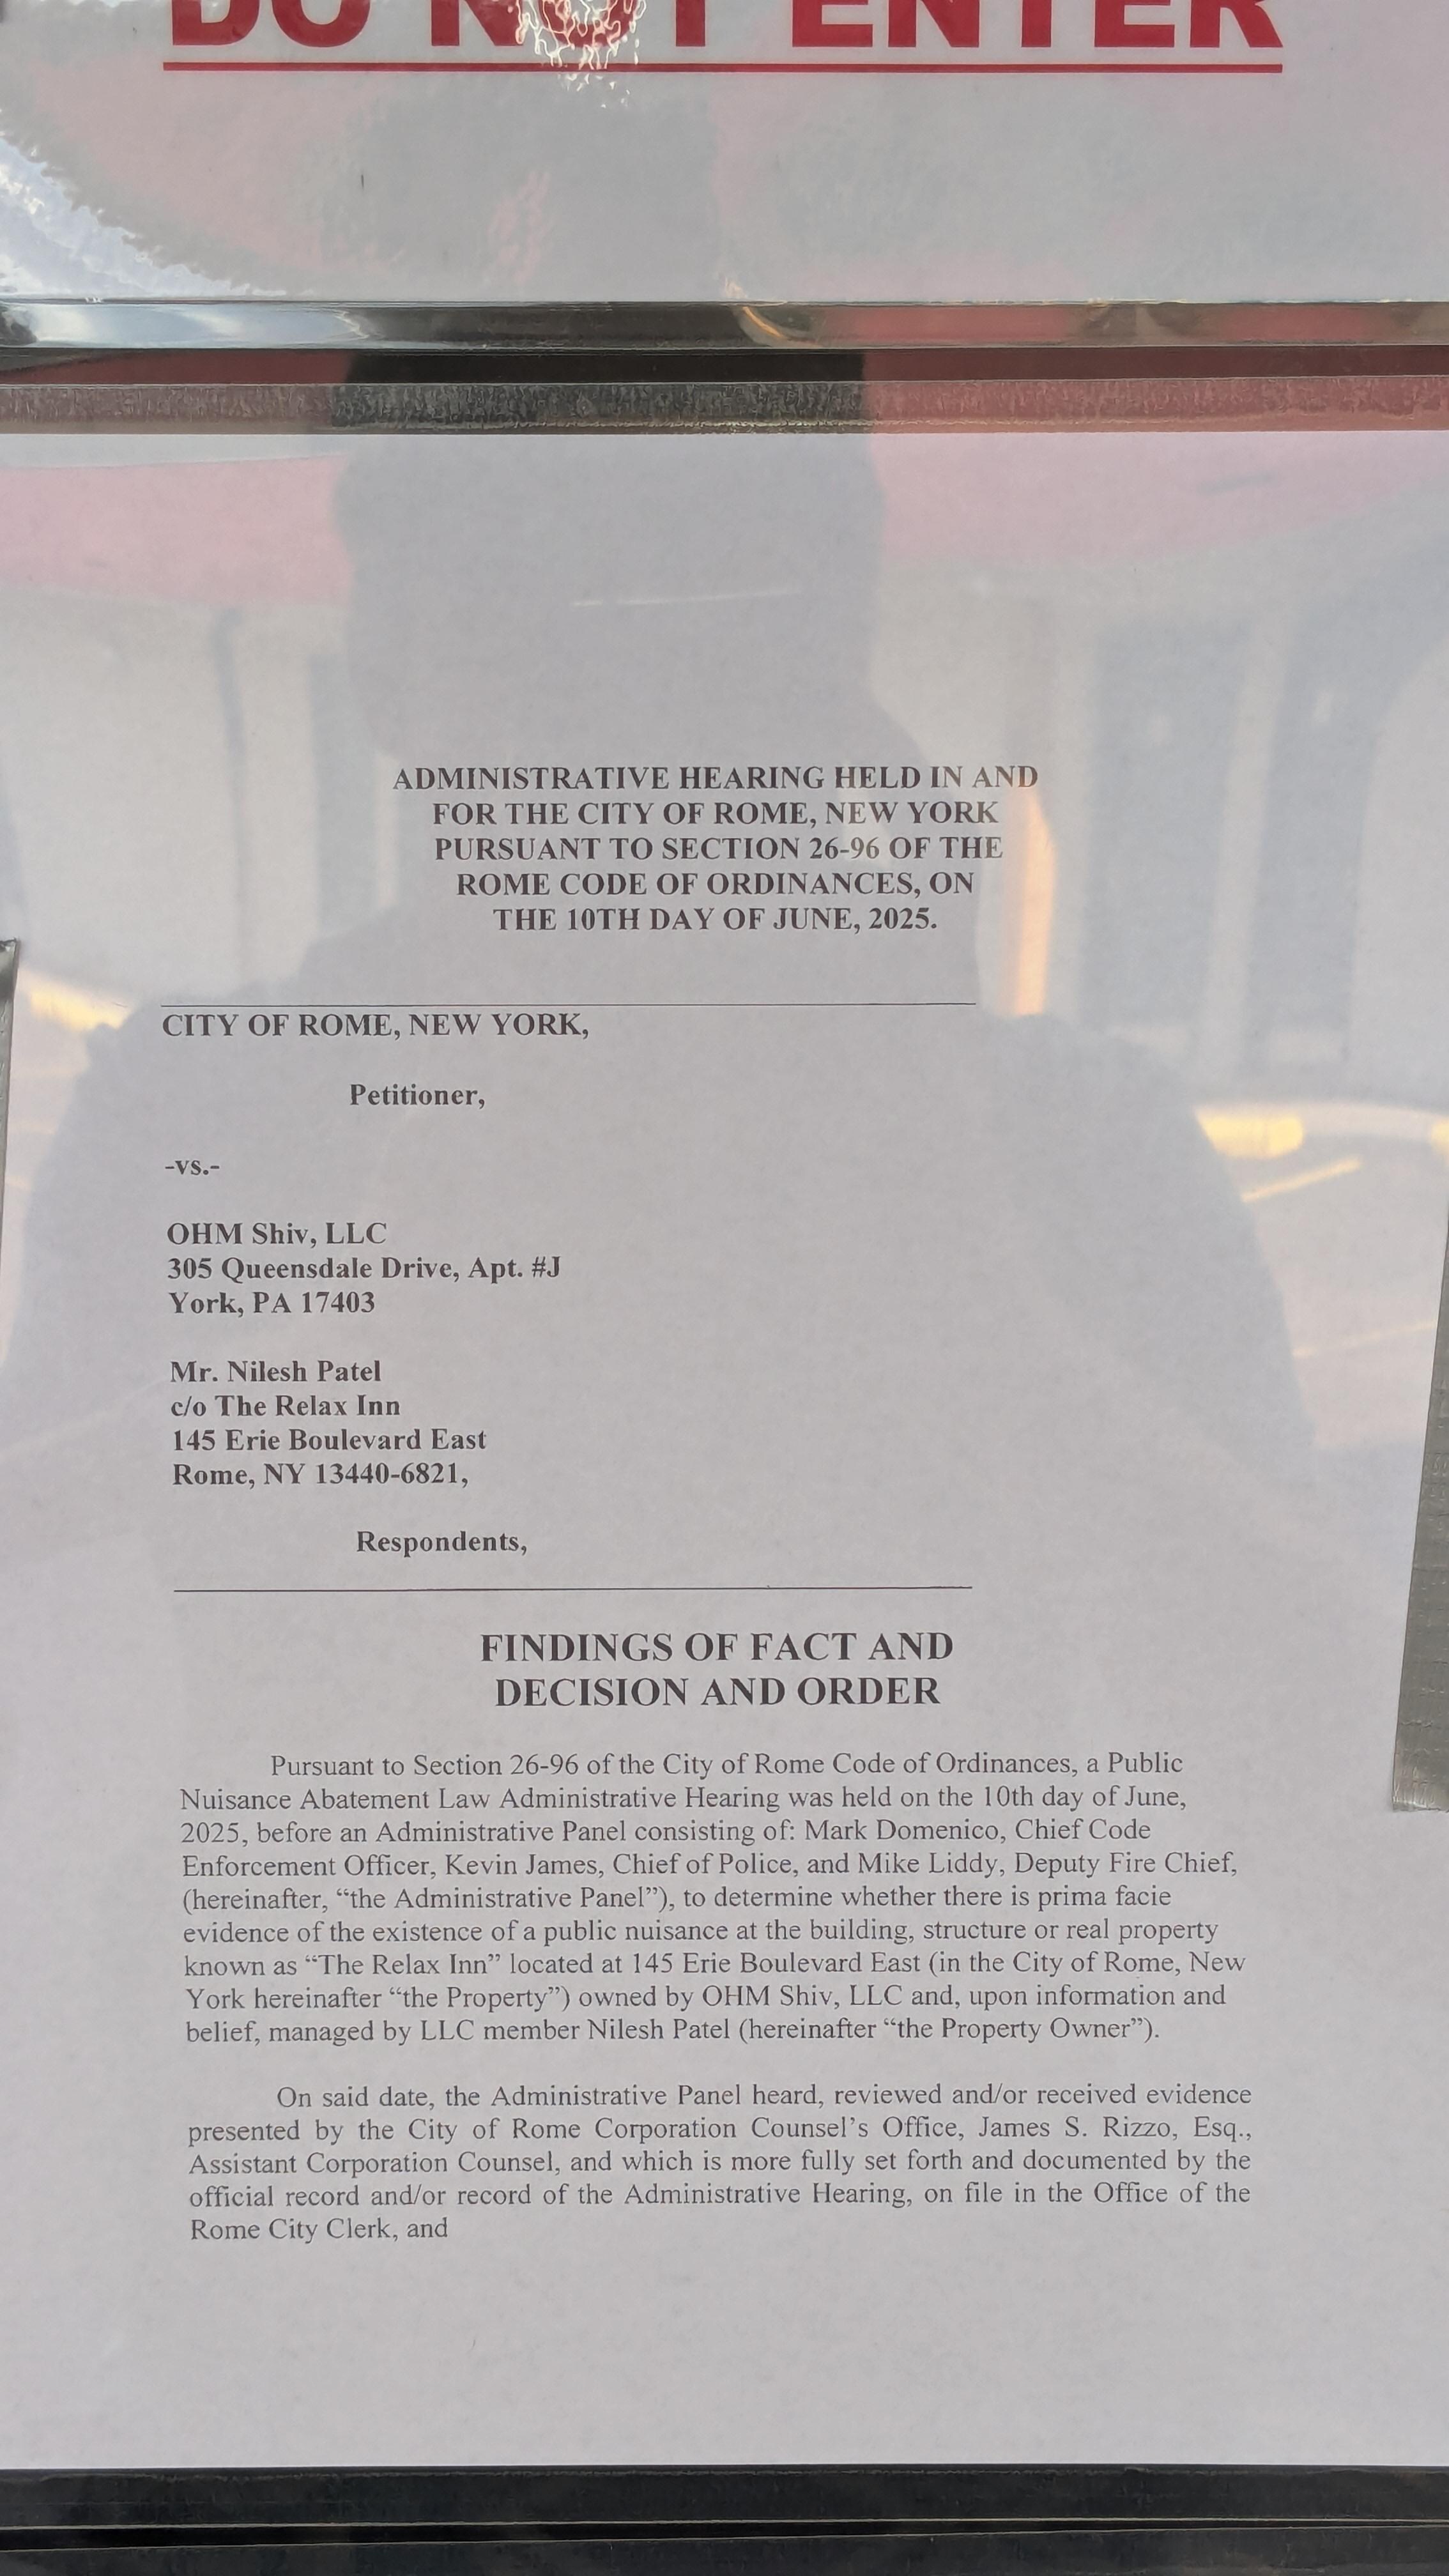 DO NOT ENTER
ADMINISTRATIVE HEARING HELD IN AND
FOR THE CITY OF ROME, NEW YORK
PURSUANT TO SECTION 26-96 OF THE
ROME CODE OF ORDINANCES, ON
THE 10TH DAY OF JUNE, 2025.
CITY OF ROME, NEW YORK,
Petitioner,
-vs.-
OHM Shiv, LLC
305 Queensdale Drive, Apt. #J
York, PA 17403
Mr. Nilesh Patel
c/o The Relax Inn
145 Erie Boulevard East
Rome, NY 13440-6821,
Respondents,
FINDINGS OF FACT AND
DECISION AND ORDER
Pursuant to Section 26-96 of the City of Rome Code of Ordinances, a Public
Nuisance Abatement Law Administrative Hearing was held on the 10th day of June,
2025, before an Administrative Panel consisting of: Mark Domenico, Chief Code
Enforcement Officer, Kevin James, Chief of Police, and Mike Liddy, Deputy Fire Chief,
(hereinafter, “the Administrative Panel”), to determine whether there is prima facie
evidence of the existence of a public nuisance at the building, structure or real property
known as “The Relax Inn” located at 145 Erie Boulevard East (in the City of Rome, New
York hereinafter “the Property”) owned by OHM Shiv, LLC and, upon information and
belief, managed by LLC member Nilesh Patel (hereinafter “the Property Owner”).
On said date, the Administrative Panel heard, reviewed and/or received evidence
presented by the City of Rome Corporation Counsel’s Office, James S. Rizzo, Esq.,
Assistant Corporation Counsel, and which is more fully set forth and documented by the
official record and/or record of the Administrative Hearing, on file in the Office of the
Rome City Clerk, and